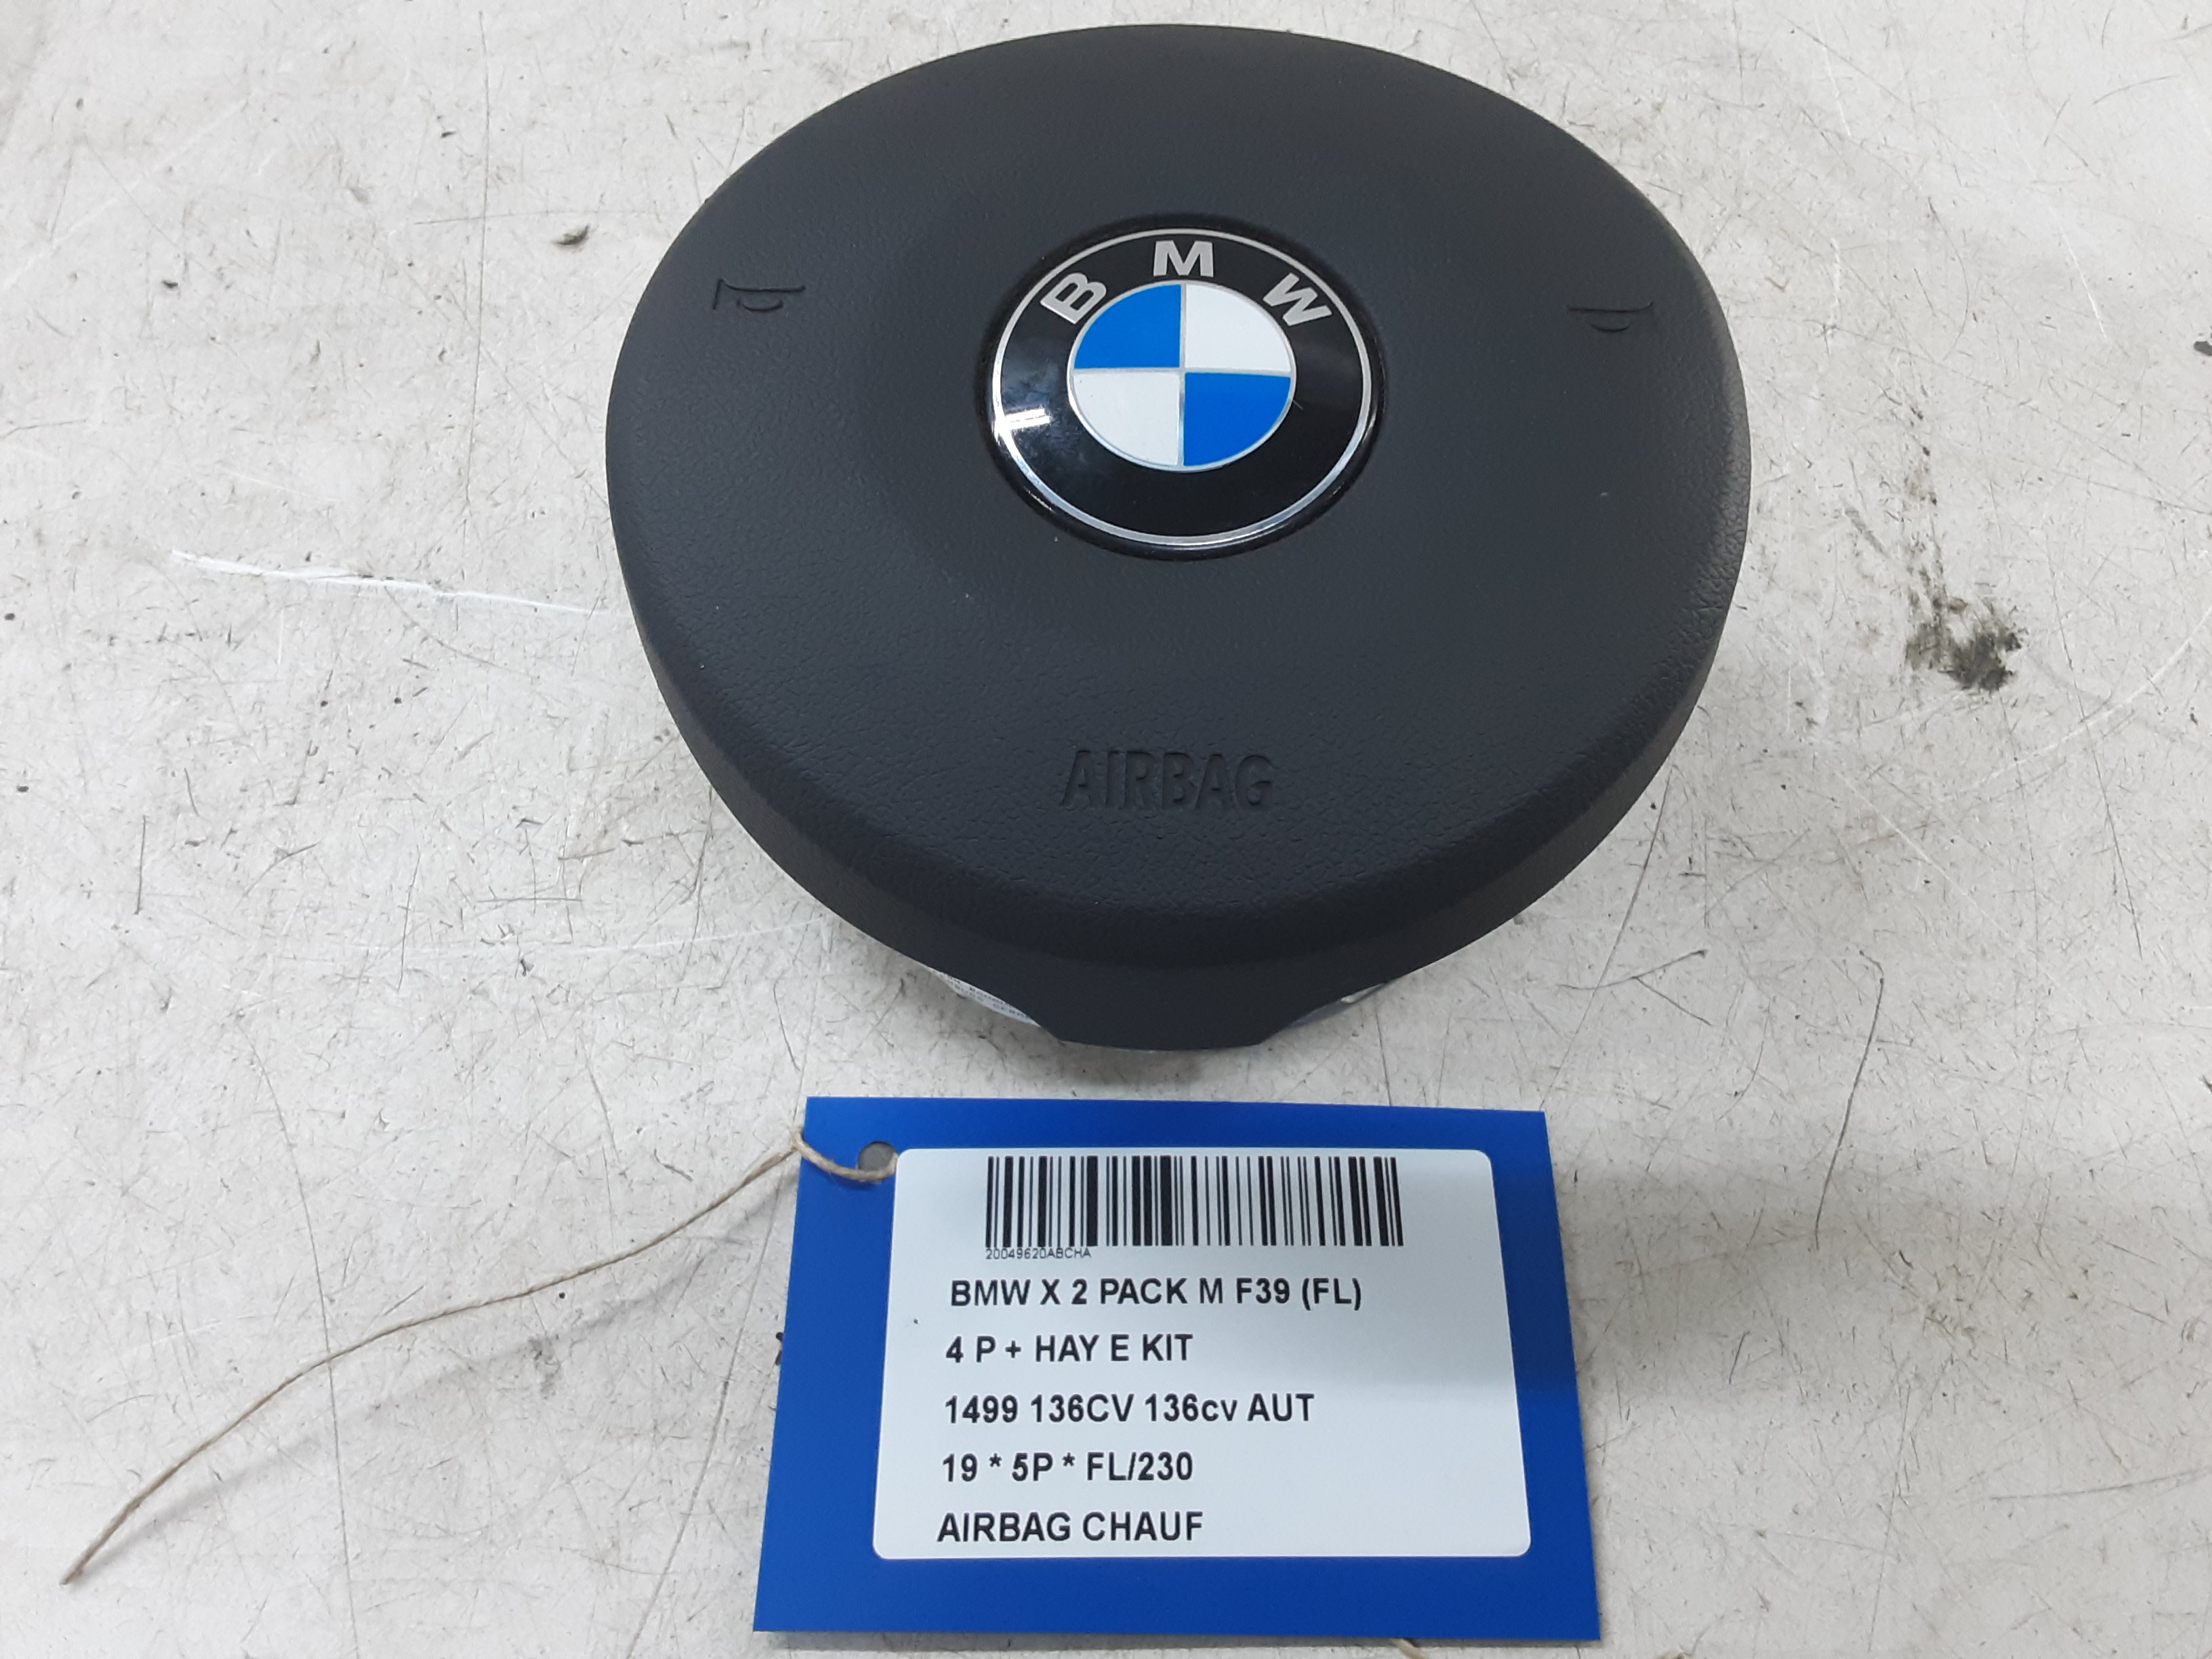 BMW
AIRBAG
20049620ABCHA
BMW X 2 PACK M F39 (FL)
4 P + HAY E KIT
1499 136CV 136cv AUT
19 * 5P * FL/230
AIRBAG CHAUF